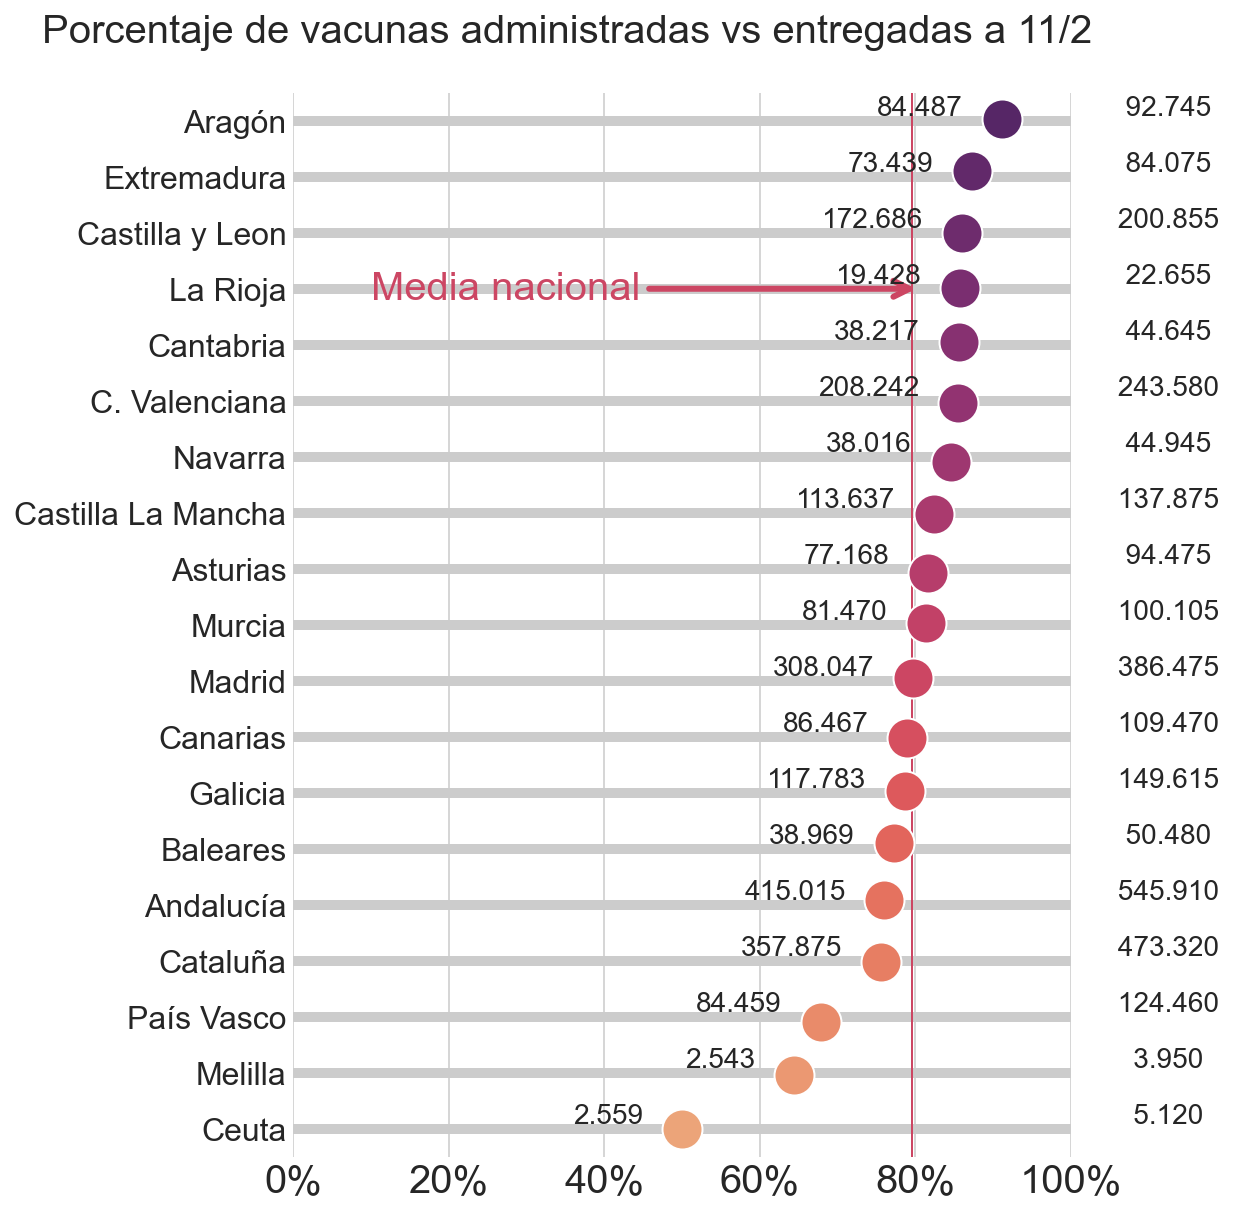 Porcentaje de vacunas administradas vs entregadas a 11/2
Aragón 84.487 92.745
Extremadura 73.439 84.075
Castilla y Leon 172.686 200.855
La Rioja Media nacional 19.428 22.655
Cantabria 38.217 44.645
C. Valenciana 208.242 243.580
Navarra 38.016 44.945
Castilla La Mancha 113.637 137.875
Asturias 77.168 94.475
Murcia 81.470 100.105
Madrid 308.047 386.475
Canarias 86.467 109.470
Galicia 117.783 149.615
Baleares 38.969 50.480
Andalucía 415.015 545.910
Cataluña 357.875 473.320
País Vasco 84.459 124.460
Melilla 2.543 3.950
Ceuta 2.559 5.120
0% 20% 40% 60% 80% 100%